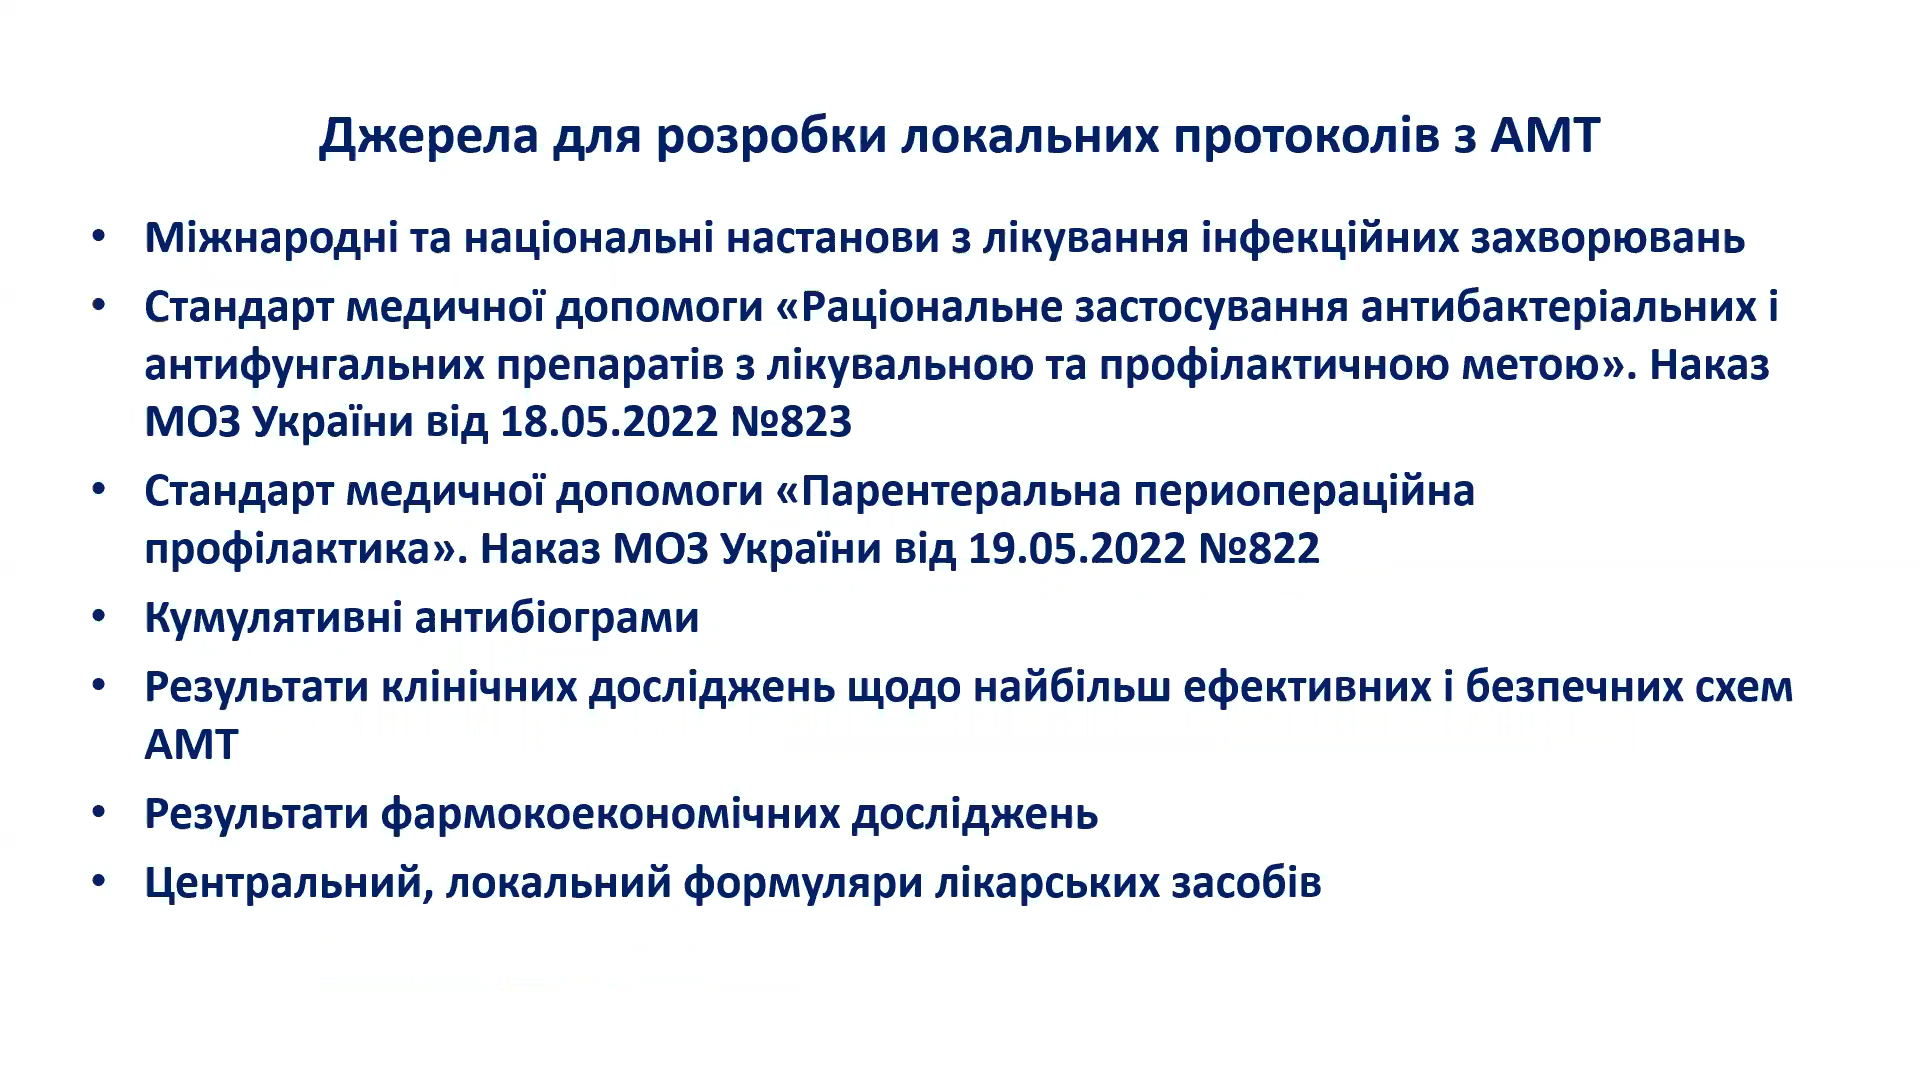 Джерела для розробки локальних протоколів з АМТ
• Міжнародні та національні настанови з лікування інфекційних захворювань
• Стандарт медичної допомоги «Раціональне застосування антибактеріальних і
антифунгальних препаратів з лікувальною та профілактичною метою». Наказ
МОЗ України від 18.05.2022 №823
• Стандарт медичної допомоги «Парентеральна периопераційна
профілактика». Наказ МОЗ України від 19.05.2022 №822
• Кумулятивні антибіограми
• Результати клінічних досліджень щодо найбільш ефективних і безпечних схем
АМТ
• Результати фармокоекономічних досліджень
• Центральний, локальний формуляри лікарських засобів